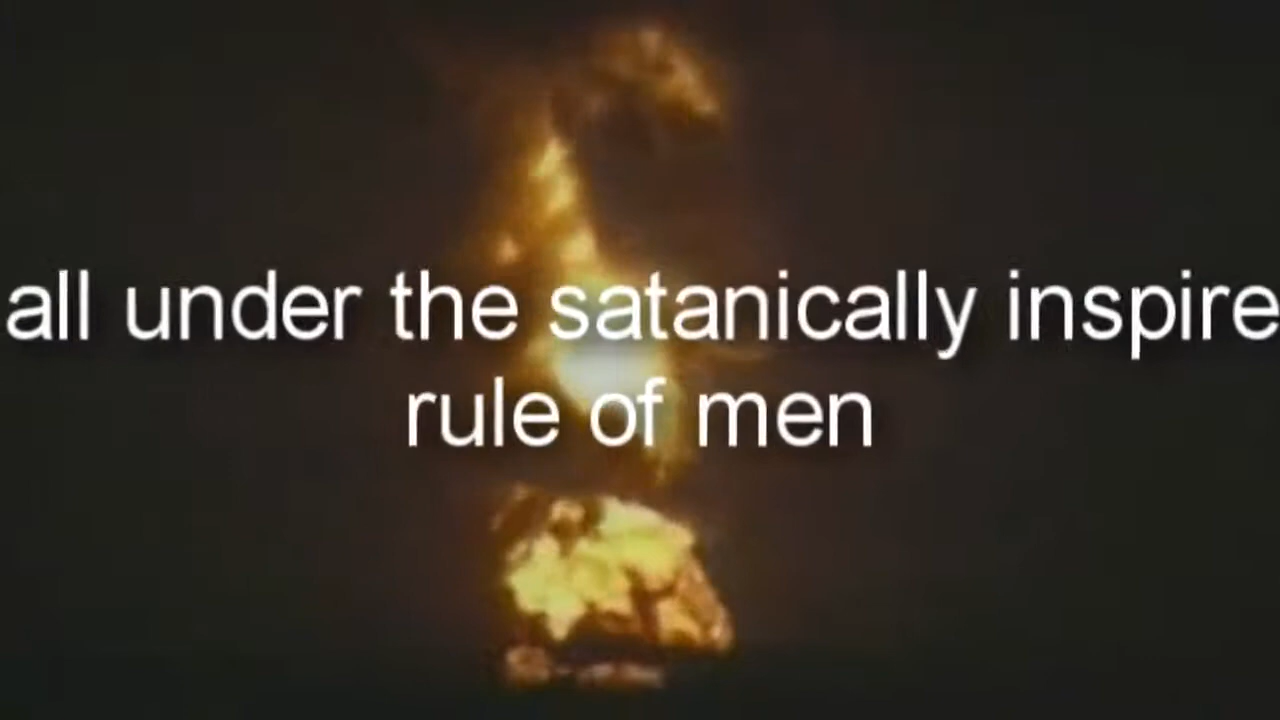 all under the satanically inspire
rule of men